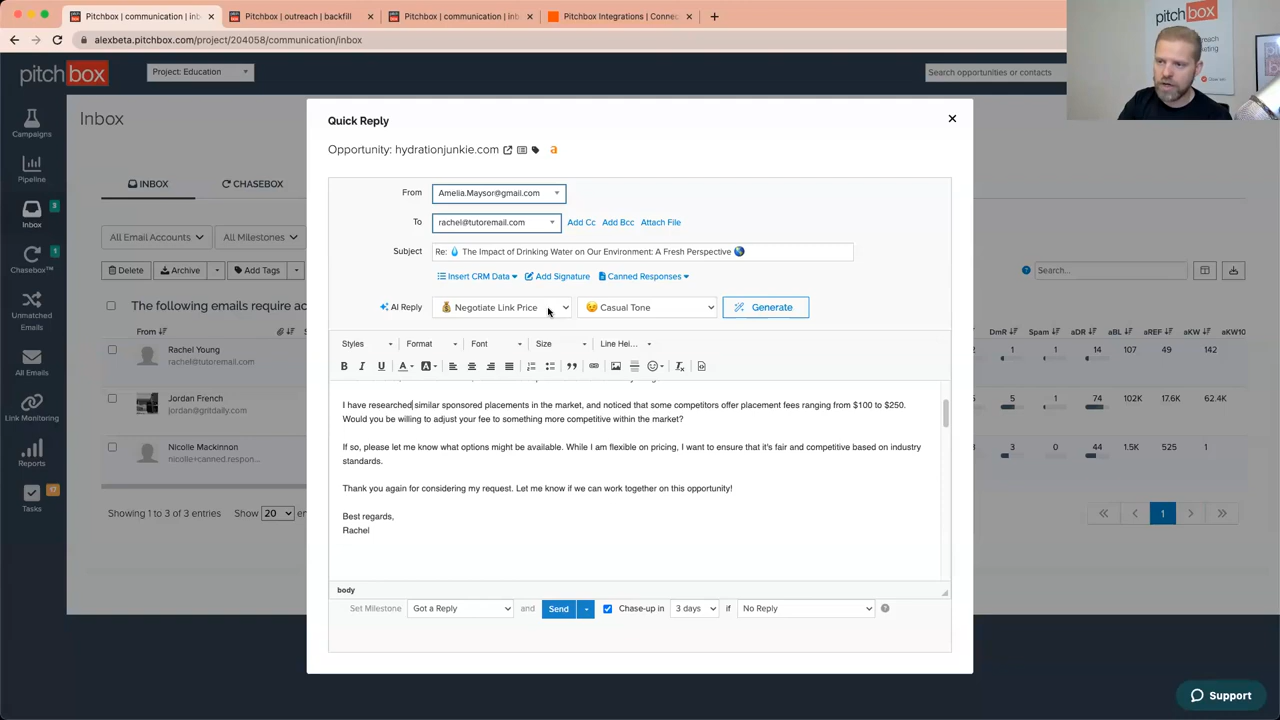 Pitchbox | communication | inb
Pitchbox | outreach | backfill
Pitchbox | communication | inb
Pitchbox Integrations | Connec
alexbeta.pitchbox.com/project/204058/communication/inbox
pitchbox
Project: Education
Search opportunities or contacts
pitch box
Campaigns
Pipeline
Inbox
3
Chasebox™
1
Unmatched
Emails
All Emails
Link Monitoring
Reports
Tasks
17
Inbox
INBOX
CHASEBOX
All Email Accounts
All Milestones
Delete
Archive
Add Tags
Search...
The following emails require ac
From
DmR
Spam
aDR
aBL
aREF
aKW
aKW10
Rachel Young
rachel@tutoremail.com
1
1
14
107
49
142
Jordan French
jordan@gritdaily.com
17.6K
62.4K
Nicolle Mackinnon
nicolle+canned.respon...
0
44
1.5K
525
1
Showing 1 to 3 of 3 entries
Show
20
1
Quick Reply
Opportunity: hydrationjunkie.com
a
From
Amelia.Maysor@gmail.com
To
rachel@tutoremail.com
Add Cc
Add Bcc
Attach File
Subject
Re: 💧 The Impact of Drinking Water on Our Environment: A Fresh Perspective 🌏
Insert CRM Data
Add Signature
Canned Responses
AI Reply
💰 Negotiate Link Price
😉 Casual Tone
Generate
Styles
Format
Font
Size
Line Hei...
B I U A A
I have researched similar sponsored placements in the market, and noticed that some competitors offer placement fees ranging from $100 to $250.
Would you be willing to adjust your fee to something more competitive within the market?
If so, please let me know what options might be available. While I am flexible on pricing, I want to ensure that it's fair and competitive based on industry
standards.
Thank you again for considering my request. Let me know if we can work together on this opportunity!
Best regards,
Rachel
body
Set Milestone
Got a Reply
and
Send
Chase-up in
3 days
if
No Reply
Support